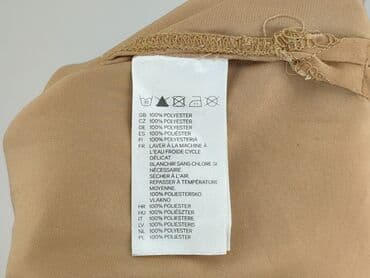 GB 100% POLYESTER
CZ 100% POLYESTER
DE 100% POLYESTER
ES 100% POLIÉSTER
FI 100% POLYESTERIA
FR LAVER À LA MACHINE À
L'EAU FROIDE CYCLE
DÉLICAT
BLANCHIR SANS CHLORE SI
NÉCESSAIRE
SÉCHER À L'AIR.
REPASSER À TEMPÉRATURE
MOYENNE.
100% POLIESTERSKO
VLAKNO
HR 100% POLIESTER
HU 100% POLIÉSZTER
IT 100% POLIESTERE
LV 100% POLIESTERS
NL 100% POLYESTER
PL 100% POLIESTER